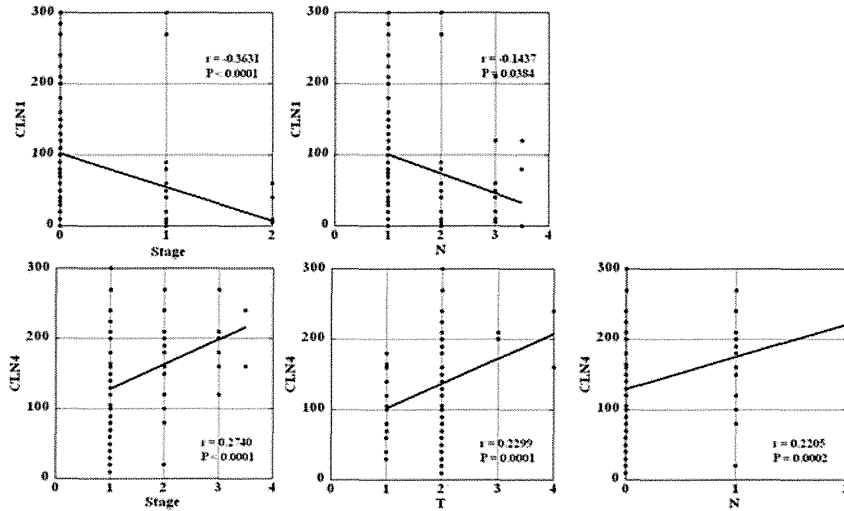 300
200
100
0
CLN1
r = -0.3631
P < 0.0001
0 1 2
Stage
300
200
100
0
CLN1
r = -0.1437
P = 0.0384
0 1 2 3 4
N
300
200
100
0
CLN4
r = 0.2740
P < 0.0001
0 1 2 3 4
Stage
300
200
100
0
CLN4
r = 0.2299
P = 0.0001
0 1 2 3 4
T
300
200
100
0
CLN4
r = 0.2205
P = 0.0002
0 1 2
N